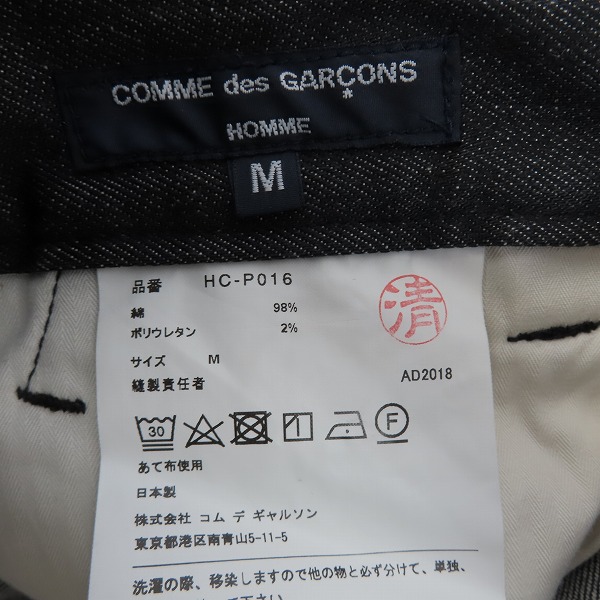 COMME des GARÇONS
*
HOMME
M
品番 HC-P016
綿 98%
ポリウレタン 2%
サイズ M
縫製責任者
清
AD2018
30
F
あて布使用
日本製
株式会社 コム デ ギャルソン
東京都港区南青山5-11-5
洗濯の際、移染しますので他の物と必ず分けて、単独、